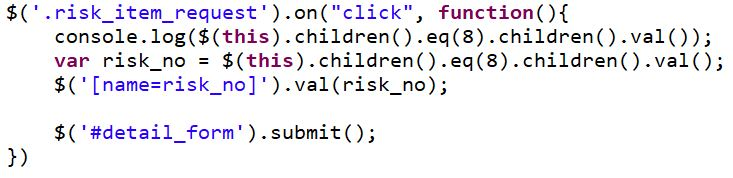 $('.risk_item_request').on("click", function(){
    console.log($(this).children().eq(8).children().val());
    var risk_no = $(this).children().eq(8).children().val();
    $('[name=risk_no]').val(risk_no);

    $('#detail_form').submit();
})